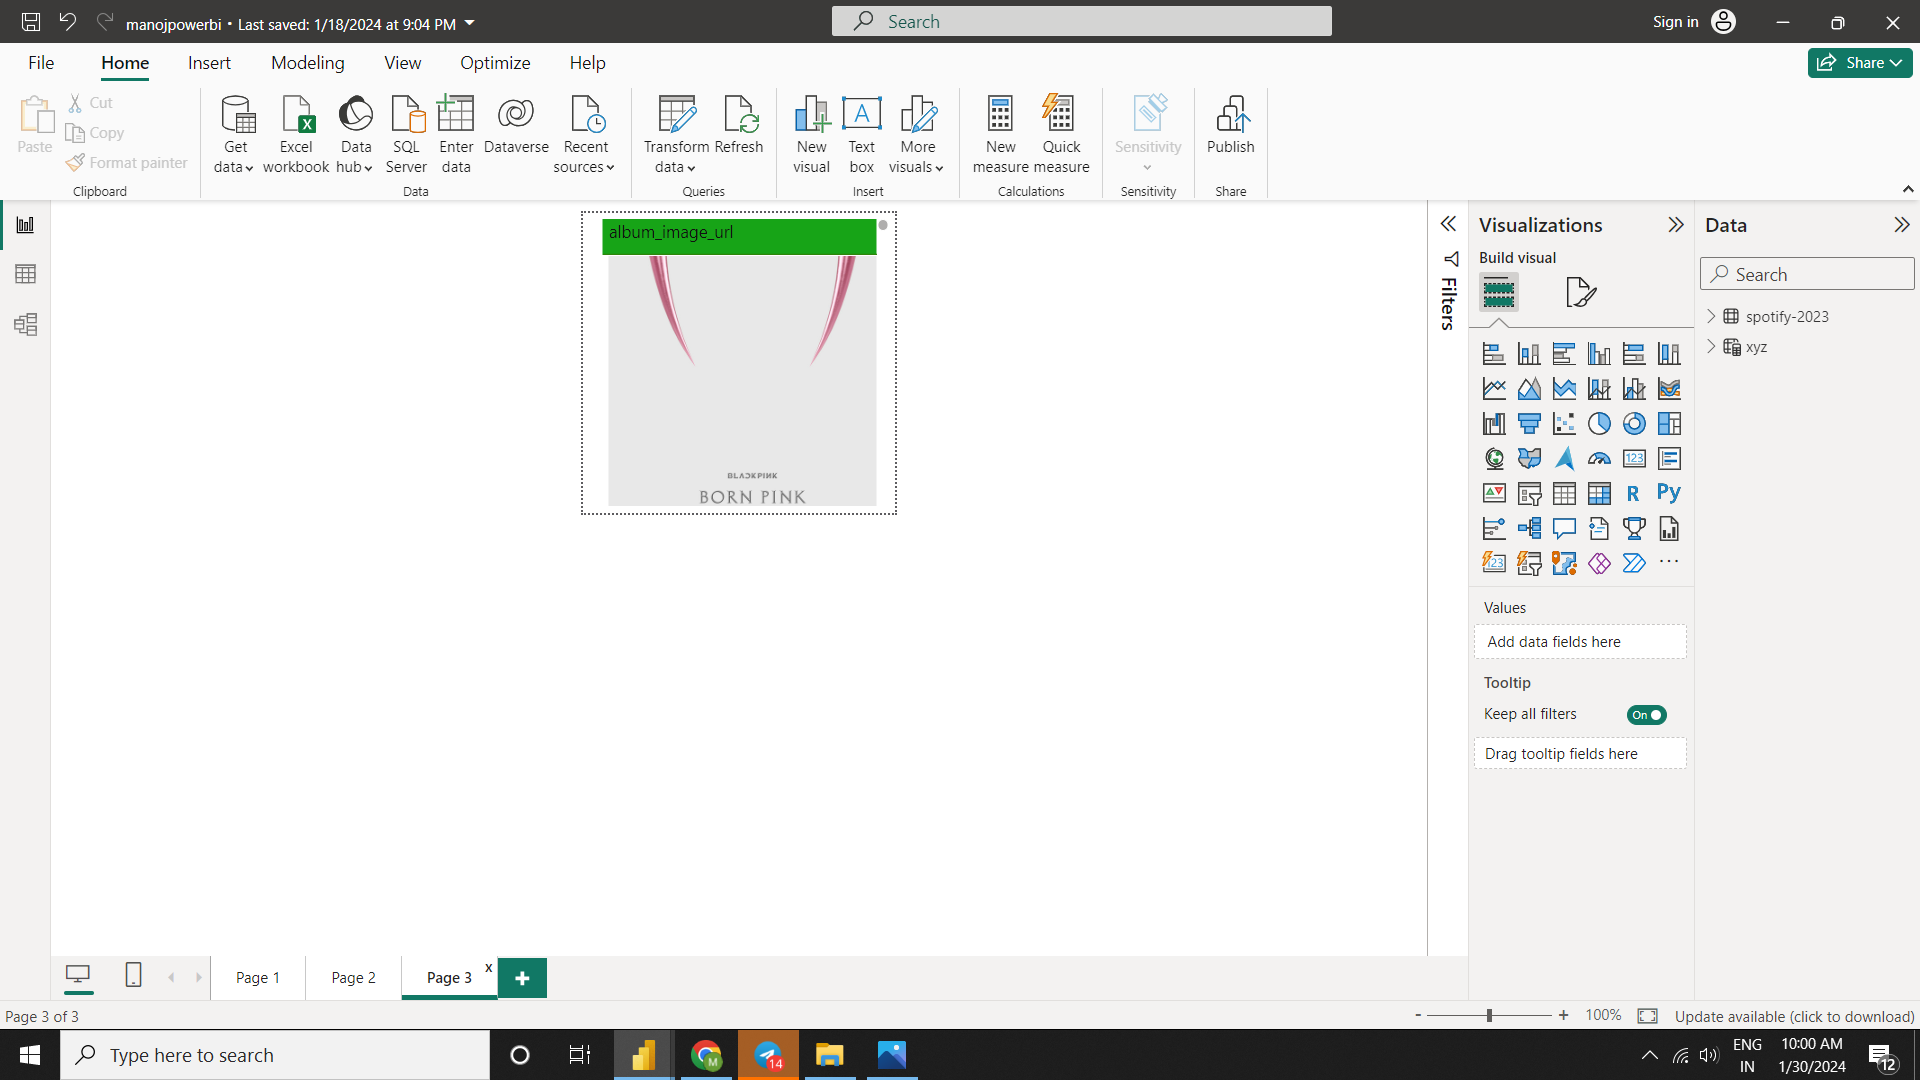 manojpowerbi • Last saved: 1/18/2024 at 9:04 PM
Search
Sign in
File Home Insert Modeling View Optimize Help
Share
Paste
Cut
Copy
Format painter
Clipboard
Get data
Excel workbook
Data hub
SQL Server
Enter data
Dataverse
Recent sources
Data
Transform data
Refresh
Queries
New visual
Text box
More visuals
Insert
New measure
Quick measure
Calculations
Sensitivity
Sensitivity
Publish
Share
album_image_url
BLACKPINK
BORN PINK
Filters
Visualizations
Build visual
123
R
Py
123
Values
Add data fields here
Tooltip
Keep all filters
On
Drag tooltip fields here
Data
Search
spotify-2023
xyz
Page 1
Page 2
Page 3 x
+
Page 3 of 3
- + 100%
Update available (click to download)
Type here to search
M
14
ENG
IN
10:00 AM
1/30/2024
12